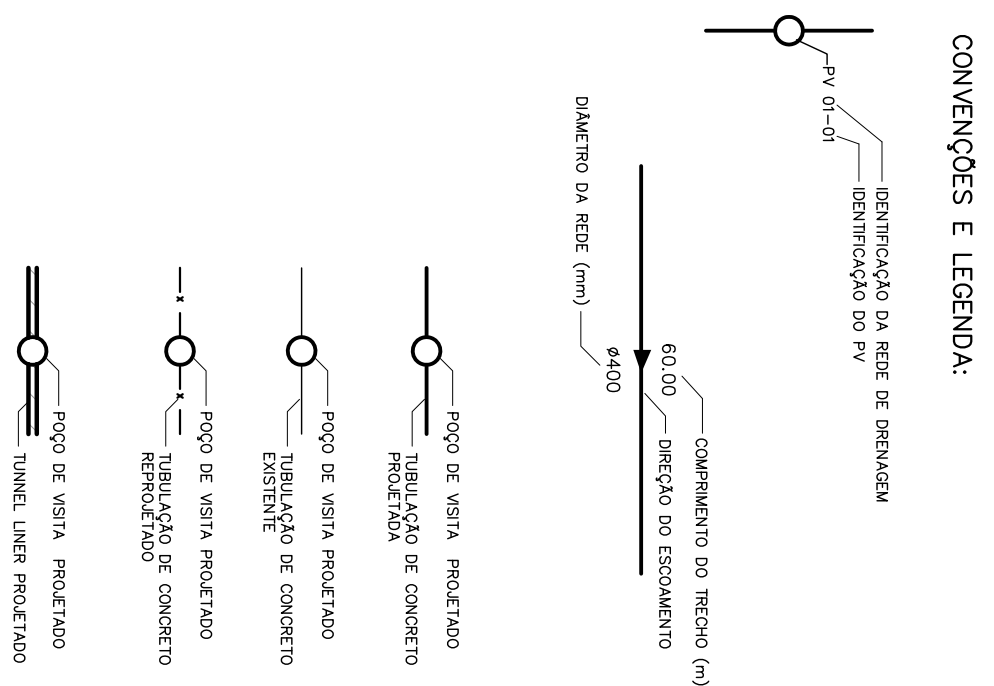 CONVENÇÕES E LEGENDA:
IDENTIFICAÇÃO DA REDE DE DRENAGEM
IDENTIFICAÇÃO DO PV
PV 01-01
COMPRIMENTO DO TRECHO (m)
60.00
DIREÇÃO DO ESCOAMENTO
Ø400
DIÂMETRO DA REDE (mm)
POÇO DE VISITA PROJETADO
TUBULAÇÃO DE CONCRETO
PROJETADA
POÇO DE VISITA PROJETADO
TUBULAÇÃO DE CONCRETO
EXISTENTE
POÇO DE VISITA PROJETADO
TUBULAÇÃO DE CONCRETO
REPROJETADO
POÇO DE VISITA PROJETADO
TUNNEL LINER PROJETADO